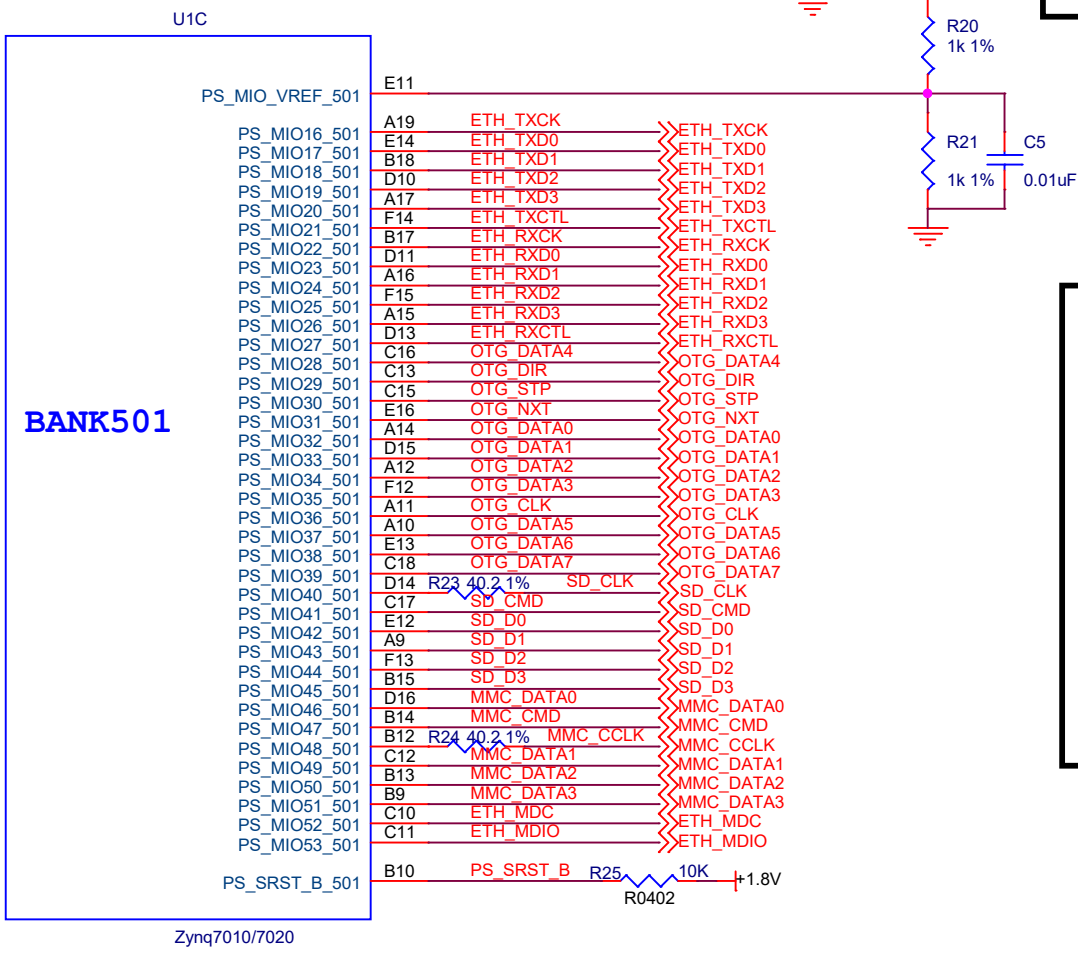 U1C
R20
1k 1%
PS_MIO_VREF_501 E11
R21
1k 1%
C5
0.01uF
PS_MIO16_501 A19 ETH_TXCK ETH_TXCK
PS_MIO17_501 E14 ETH_TXD0 ETH_TXD0
PS_MIO18_501 B18 ETH_TXD1 ETH_TXD1
PS_MIO19_501 D10 ETH_TXD2 ETH_TXD2
PS_MIO20_501 A17 ETH_TXD3 ETH_TXD3
PS_MIO21_501 F14 ETH_TXCTL ETH_TXCTL
PS_MIO22_501 B17 ETH_RXCK ETH_RXCK
PS_MIO23_501 D11 ETH_RXD0 ETH_RXD0
PS_MIO24_501 A16 ETH_RXD1 ETH_RXD1
PS_MIO25_501 F15 ETH_RXD2 ETH_RXD2
PS_MIO26_501 A15 ETH_RXD3 ETH_RXD3
PS_MIO27_501 D13 ETH_RXCTL ETH_RXCTL
PS_MIO28_501 C16 OTG_DATA4 OTG_DATA4
PS_MIO29_501 C13 OTG_DIR OTG_DIR
PS_MIO30_501 C15 OTG_STP OTG_STP
PS_MIO31_501 E16 OTG_NXT OTG_NXT
BANK501
PS_MIO32_501 A14 OTG_DATA0 OTG_DATA0
PS_MIO33_501 D15 OTG_DATA1 OTG_DATA1
PS_MIO34_501 A12 OTG_DATA2 OTG_DATA2
PS_MIO35_501 F12 OTG_DATA3 OTG_DATA3
PS_MIO36_501 A11 OTG_CLK OTG_CLK
PS_MIO37_501 A10 OTG_DATA5 OTG_DATA5
PS_MIO38_501 E13 OTG_DATA6 OTG_DATA6
PS_MIO39_501 C18 OTG_DATA7 OTG_DATA7
PS_MIO40_501 D14 R23 40.2 1% SD_CLK SD_CLK
PS_MIO41_501 C17 SD_CMD SD_CMD
PS_MIO42_501 E12 SD_D0 SD_D0
PS_MIO43_501 A9 SD_D1 SD_D1
PS_MIO44_501 F13 SD_D2 SD_D2
PS_MIO45_501 B15 SD_D3 SD_D3
PS_MIO46_501 D16 MMC_DATA0 MMC_DATA0
PS_MIO47_501 B14 MMC_CMD MMC_CMD
PS_MIO48_501 B12 R24 40.2 1% MMC_CCLK MMC_CCLK
PS_MIO49_501 C12 MMC_DATA1 MMC_DATA1
PS_MIO50_501 B13 MMC_DATA2 MMC_DATA2
PS_MIO51_501 B9 MMC_DATA3 MMC_DATA3
PS_MIO52_501 C10 ETH_MDC ETH_MDC
PS_MIO53_501 C11 ETH_MDIO ETH_MDIO
PS_SRST_B_501 B10 PS_SRST_B R25 10K +1.8V
R0402
Zynq7010/7020